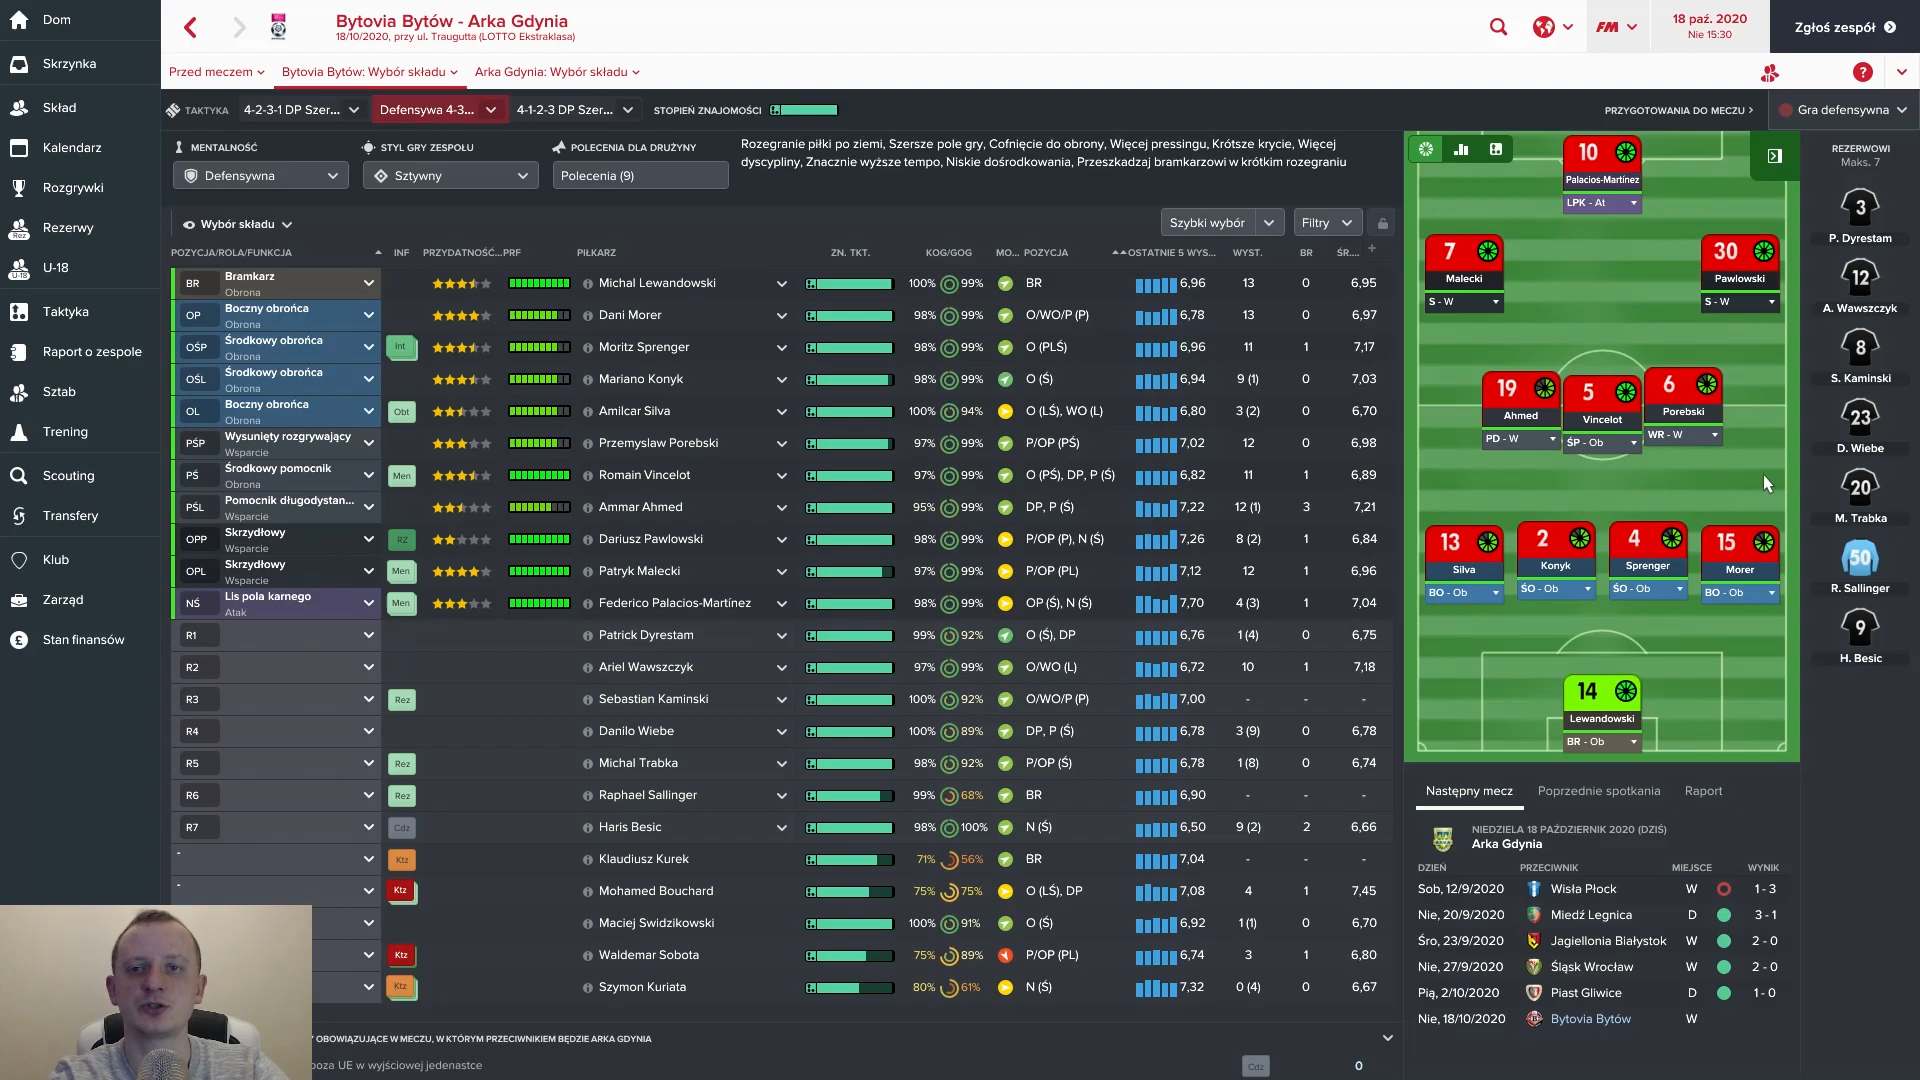 Dom
Skrzynka
Skład
Kalendarz
Rozgrywki
Rezerwy
U-18
Taktyka
Raport o zespole
Sztab
Trening
Scouting
Transfery
Klub
Zarząd
Stan finansów
Bytovia Bytów - Arka Gdynia
18/10/2020, przy ul. Traugutta (LOTTO Ekstraklasa)
FM
18 paź. 2020
Nie 15:30
Zgłoś zespół
Przed meczem
Bytovia Bytów: Wybór składu
Arka Gdynia: Wybór składu
TAKTYKA
4-2-3-1 DP Szer...
Defensywa 4-3...
4-1-2-3 DP Szer...
STOPIEŃ ZNAJOMOŚCI
PRZYGOTOWANIA DO MECZU >
Gra defensywna
MENTALNOŚĆ
Defensywna
STYL GRY ZESPOŁU
Sztywny
POLECENIA DLA DRUŻYNY
Polecenia (9)
Rozegranie piłki po ziemi, Szersze pole gry, Cofnięcie do obrony, Więcej pressingu, Krótsze krycie, Więcej
dyscypliny, Znacznie wyższe tempo, Niskie dośrodkowania, Przeszkadzaj bramkarzowi w krótkim rozegraniu
Wybór składu
Szybki wybór
Filtry
POZYCJA/ROLA/FUNKCJA INF PRZYDATNOŚĆ... PRF PIŁKARZ ZN. TKT. KOG/GOG MO... POZYCJA OSTATNIE 5 WYS... WYST. BR ŚR....
BR Bramkarz Obrona Michal Lewandowski 100% 99% BR 6,96 13 0 6,95
OP Boczny obrońca Obrona Dani Morer 98% 99% O/WO/P (P) 6,78 13 0 6,97
OŚP Środkowy obrońca Obrona Int Moritz Sprenger 98% 99% O (PLŚ) 6,96 11 1 7,17
OŚL Środkowy obrońca Obrona Mariano Konyk 98% 99% O (Ś) 6,94 9 (1) 0 7,03
OL Boczny obrońca Obrona Obt Amilcar Silva 100% 94% O (LŚ), WO (L) 6,80 3 (2) 0 6,70
PŚP Wysunięty rozgrywający Wsparcie Przemyslaw Porebski 97% 99% P/OP (PŚ) 7,02 12 0 6,98
PŚ Środkowy pomocnik Obrona Men Romain Vincelot 97% 99% O (PŚ), DP, P (Ś) 6,82 11 1 6,89
PŚL Pomocnik długodystan... Wsparcie Ammar Ahmed 95% 99% DP, P (Ś) 7,22 12 (1) 3 7,21
OPP Skrzydłowy Wsparcie RZ Dariusz Pawlowski 98% 99% P/OP (P), N (Ś) 7,26 8 (2) 1 6,84
OPL Skrzydłowy Wsparcie Men Patryk Malecki 97% 99% P/OP (PL) 7,12 12 1 6,96
NŚ Lis pola karnego Atak Men Federico Palacios-Martínez 98% 99% OP (Ś), N (Ś) 7,70 4 (3) 1 7,04
R1 Patrick Dyrestam 99% 92% O (Ś), DP 6,76 1 (4) 0 6,75
R2 Ariel Wawszczyk 97% 99% O/WO (L) 6,72 10 1 7,18
R3 Rez Sebastian Kaminski 100% 92% O/WO/P (P) 7,00 - - -
R4 Danilo Wiebe 100% 89% DP, P (Ś) 6,78 3 (9) 0 6,78
R5 Rez Michal Trabka 98% 92% P/OP (Ś) 6,78 1 (8) 0 6,74
R6 Rez Raphael Sallinger 99% 68% BR 6,90 - - -
R7 Cdz Haris Besic 98% 100% N (Ś) 6,50 9 (2) 2 6,66
- Ktz Klaudiusz Kurek 71% 56% BR 7,04 - - -
- Ktz Mohamed Bouchard 75% 75% O (LŚ), DP 7,08 4 1 7,45
Maciej Swidzikowski 100% 91% O (Ś) 6,92 1 (1) 0 6,70
Ktz Waldemar Sobota 75% 89% P/OP (PL) 6,74 3 1 6,80
Ktz Szymon Kuriata 80% 61% N (Ś) 7,32 0 (4) 0 6,67
OBOWIĄZUJĄCE W MECZU, W KTÓRYM PRZECIWNIKIEM BĘDZIE ARKA GDYNIA
poza UE w wyjściowej jedenastce Cdz 0
10
Palacios-Martínez
LPK - At
7
Malecki
S - W
30
Pawlowski
S - W
19
Ahmed
PD - W
5
Vincelot
ŚP - Ob
6
Porebski
WR - W
13
Silva
BO - Ob
2
Konyk
ŚO - Ob
4
Sprenger
ŚO - Ob
15
Morer
BO - Ob
14
Lewandowski
BR - Ob
REZERWOWI
Maks. 7
3
P. Dyrestam
12
A. Wawszczyk
8
S. Kaminski
23
D. Wiebe
20
M. Trabka
50
R. Sallinger
9
H. Besic
Następny mecz
Poprzednie spotkania
Raport
NIEDZIELA 18 PAŹDZIERNIK 2020 (DZIŚ)
Arka Gdynia
DZIEŃ PRZECIWNIK MIEJSCE WYNIK
Sob, 12/9/2020 Wisła Płock W 1 - 3
Nie, 20/9/2020 Miedź Legnica D 3 - 1
Śro, 23/9/2020 Jagiellonia Białystok W 2 - 0
Nie, 27/9/2020 Śląsk Wrocław W 2 - 0
Pią, 2/10/2020 Piast Gliwice D 1 - 0
Nie, 18/10/2020 Bytovia Bytów W